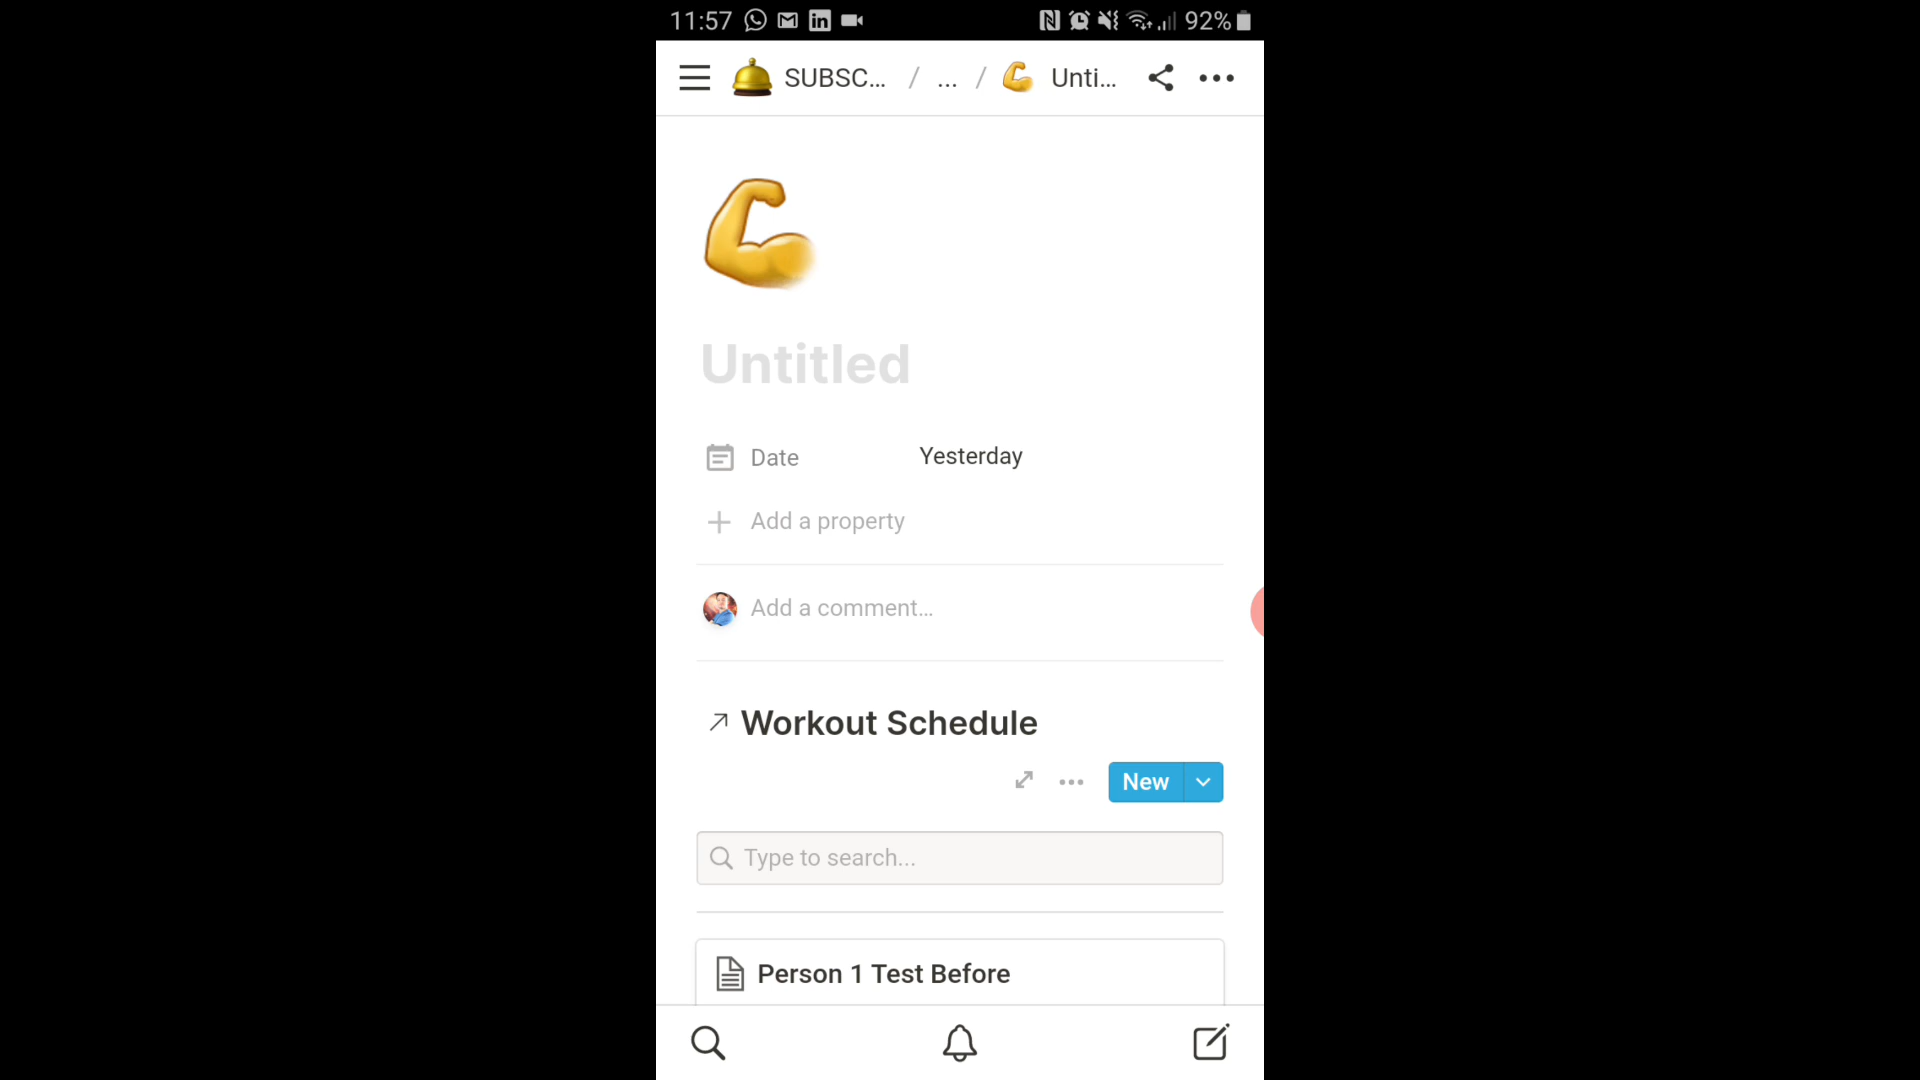 11:57 92%
SUBSC... / ... / Unti...
Untitled
Date Yesterday
Add a property
Add a comment...
Workout Schedule
New
Type to search...
Person 1 Test Before